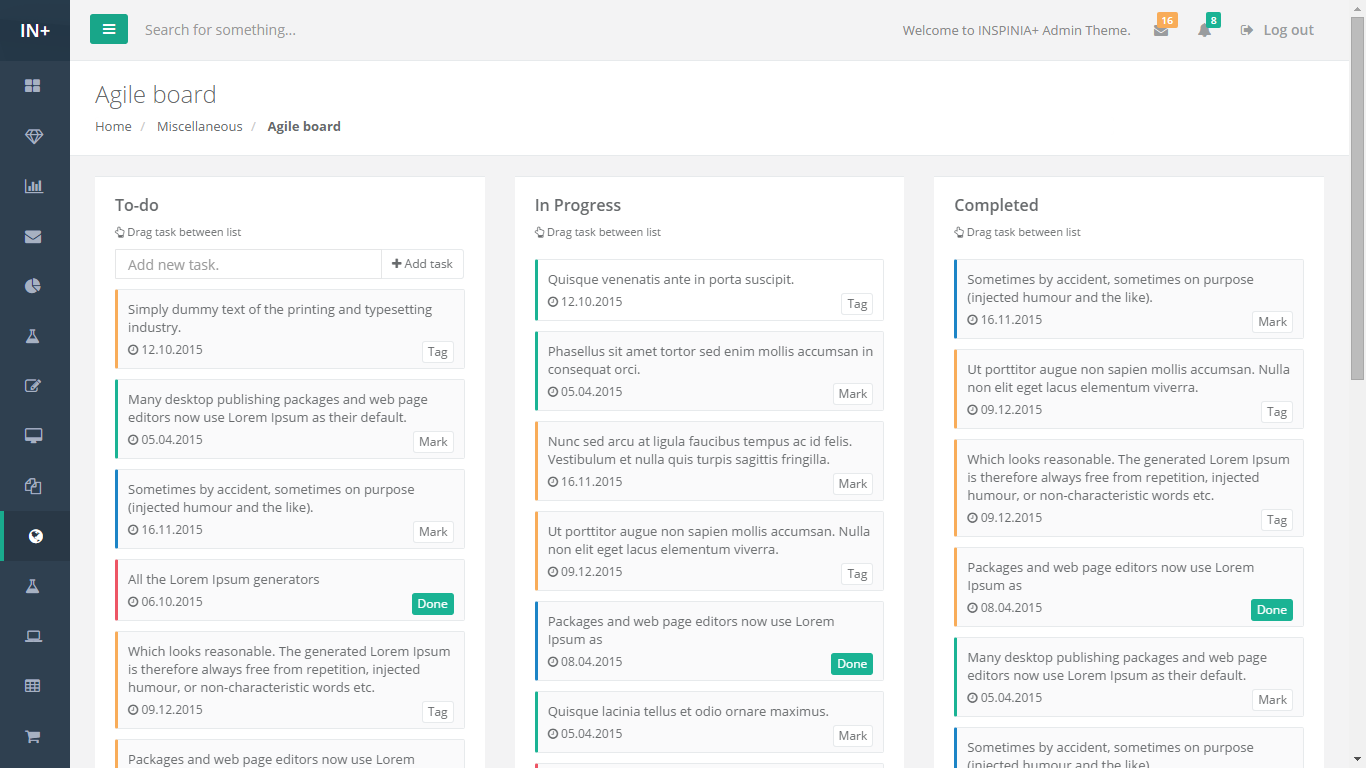 IN+
Search for something...
Welcome to INSPINIA+ Admin Theme.
16
8
Log out
Agile board
Home / Miscellaneous / Agile board
To-do
Drag task between list
Add new task.
Add task
Simply dummy text of the printing and typesetting
industry.
12.10.2015
Tag
Many desktop publishing packages and web page
editors now use Lorem Ipsum as their default.
05.04.2015
Mark
Sometimes by accident, sometimes on purpose
(injected humour and the like).
16.11.2015
Mark
All the Lorem Ipsum generators
06.10.2015
Done
Which looks reasonable. The generated Lorem Ipsum
is therefore always free from repetition, injected
humour, or non-characteristic words etc.
09.12.2015
Tag
Packages and web page editors now use Lorem
In Progress
Drag task between list
Quisque venenatis ante in porta suscipit.
12.10.2015
Tag
Phasellus sit amet tortor sed enim mollis accumsan in
consequat orci.
05.04.2015
Mark
Nunc sed arcu at ligula faucibus tempus ac id felis.
Vestibulum et nulla quis turpis sagittis fringilla.
16.11.2015
Mark
Ut porttitor augue non sapien mollis accumsan. Nulla
non elit eget lacus elementum viverra.
09.12.2015
Tag
Packages and web page editors now use Lorem
Ipsum as
08.04.2015
Done
Quisque lacinia tellus et odio ornare maximus.
05.04.2015
Mark
Completed
Drag task between list
Sometimes by accident, sometimes on purpose
(injected humour and the like).
16.11.2015
Mark
Ut porttitor augue non sapien mollis accumsan. Nulla
non elit eget lacus elementum viverra.
09.12.2015
Tag
Which looks reasonable. The generated Lorem Ipsum
is therefore always free from repetition, injected
humour, or non-characteristic words etc.
09.12.2015
Tag
Packages and web page editors now use Lorem
Ipsum as
08.04.2015
Done
Many desktop publishing packages and web page
editors now use Lorem Ipsum as their default.
05.04.2015
Mark
Sometimes by accident, sometimes on purpose
(injected humour and the like).